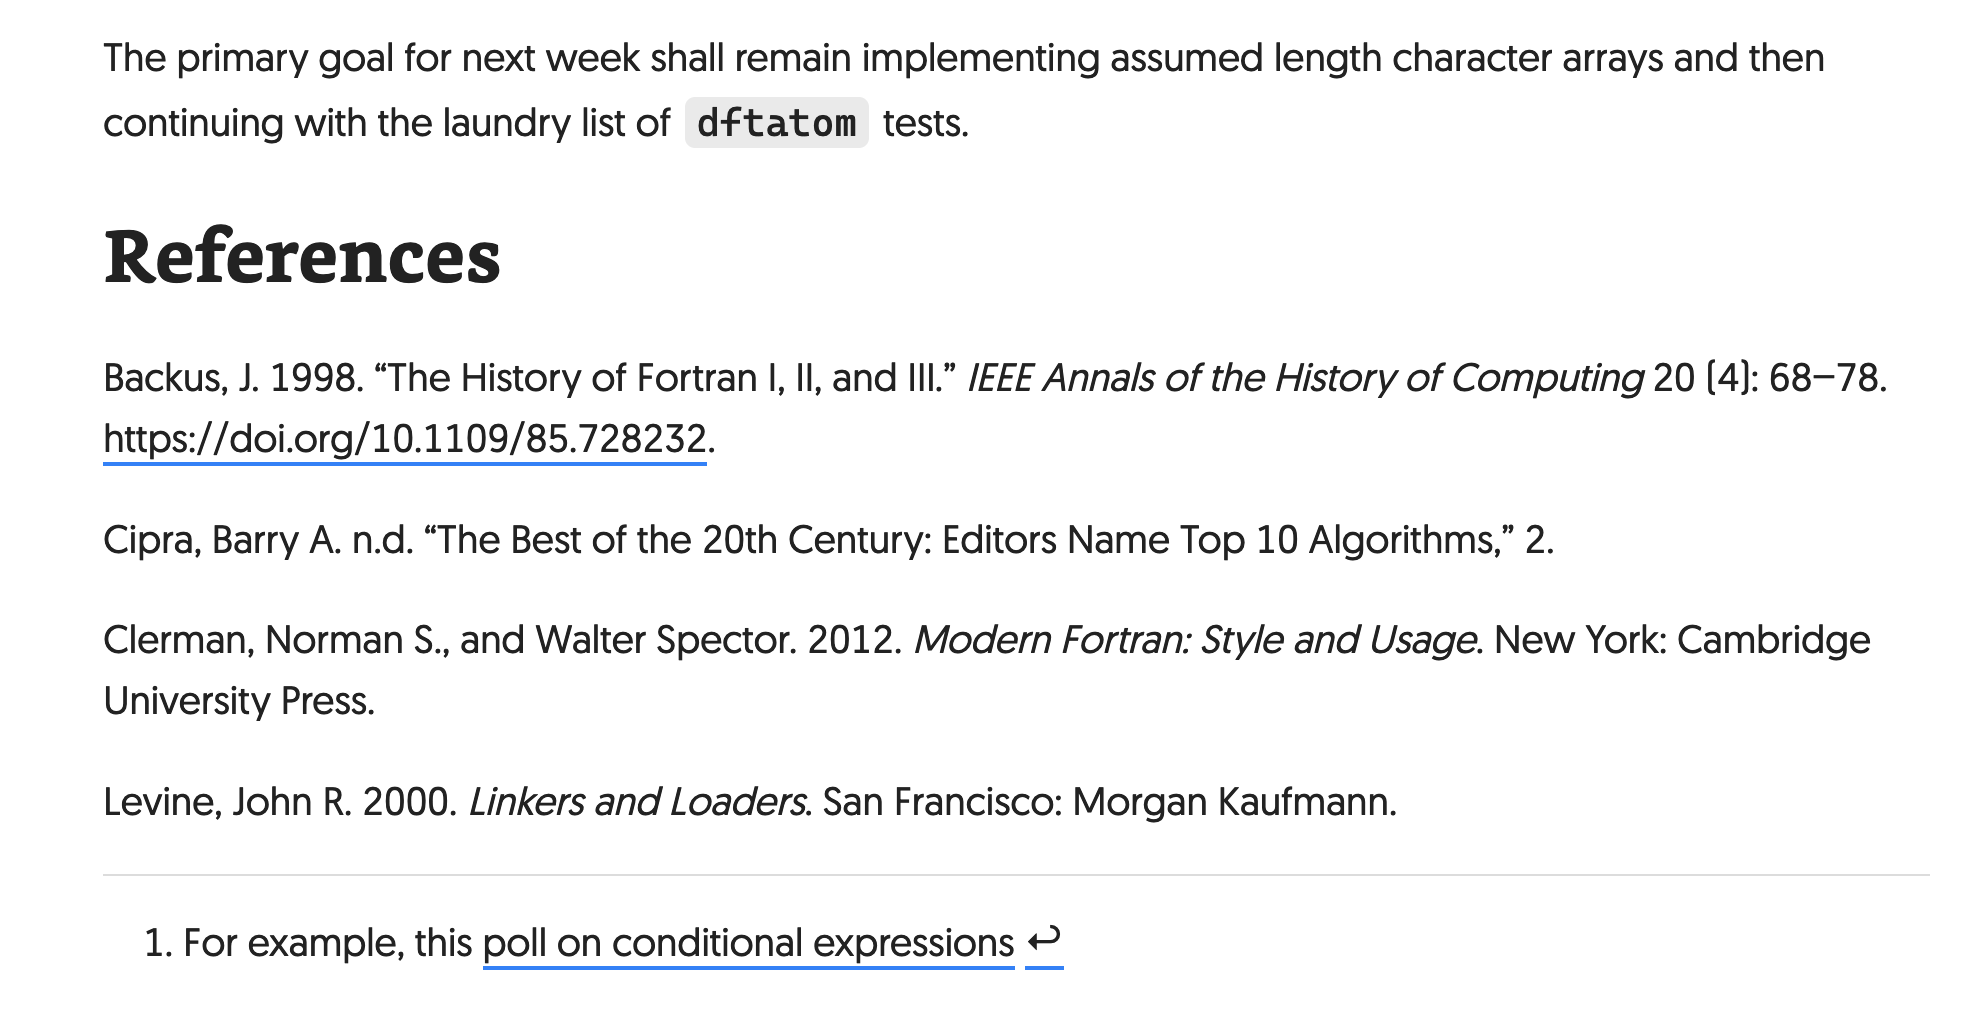 The primary goal for next week shall remain implementing assumed length character arrays and then
continuing with the laundry list of dftatom tests.
References
Backus, J. 1998. “The History of Fortran I, II, and III.” IEEE Annals of the History of Computing 20 (4): 68–78.
https://doi.org/10.1109/85.728232.
Cipra, Barry A. n.d. “The Best of the 20th Century: Editors Name Top 10 Algorithms,” 2.
Clerman, Norman S., and Walter Spector. 2012. Modern Fortran: Style and Usage. New York: Cambridge
University Press.
Levine, John R. 2000. Linkers and Loaders. San Francisco: Morgan Kaufmann.
1. For example, this poll on conditional expressions ↩